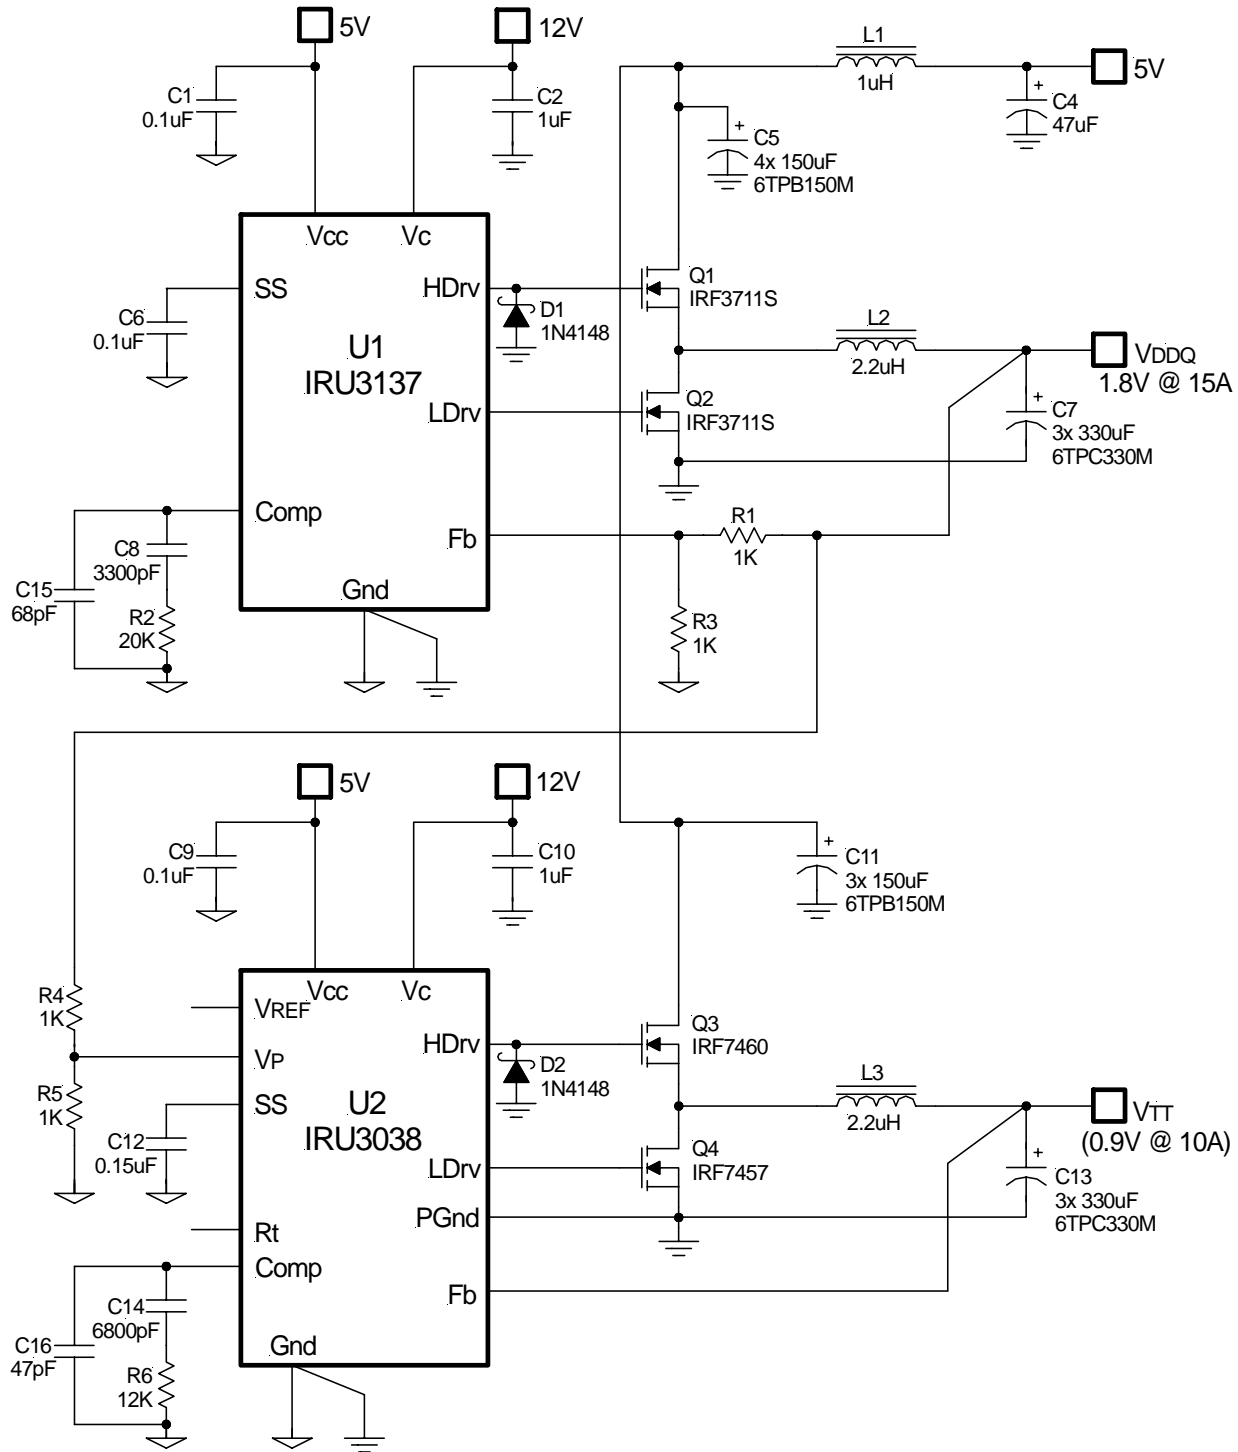 5V
12V
L1
1uH
5V
C1
0.1uF
C2
1uF
+
C4
47uF
+
C5
4x 150uF
6TPB150M
Vcc
Vc
SS
HDrv
Q1
IRF3711S
C6
0.1uF
D1
1N4148
U1
IRU3137
L2
2.2uH
VDDQ
1.8V @ 15A
LDrv
Q2
IRF3711S
+
C7
3x 330uF
6TPC330M
Comp
Fb
R1
1K
C8
3300pF
C15
68pF
R2
20K
Gnd
R3
1K
5V
12V
C9
0.1uF
C10
1uF
+
C11
3x 150uF
6TPB150M
R4
1K
VREF
Vcc
Vc
VP
HDrv
Q3
IRF7460
D2
1N4148
R5
1K
SS
U2
IRU3038
L3
2.2uH
VTT
(0.9V @ 10A)
C12
0.15uF
LDrv
Q4
IRF7457
+
C13
3x 330uF
6TPC330M
PGnd
Rt
Comp
Fb
C14
6800pF
C16
47pF
R6
12K
Gnd